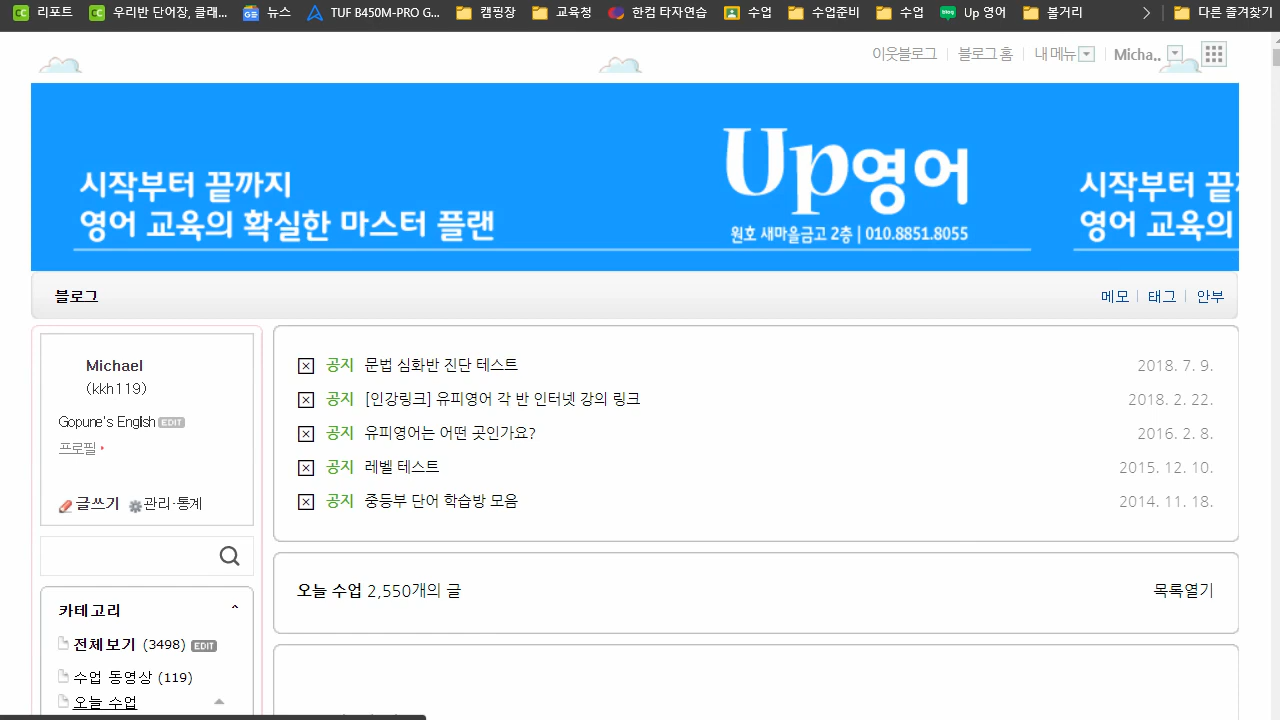 리포트 우리반 단어장, 클래... 뉴스 TUF B450M-PRO G... 캠핑장 교육청 한컴 타자연습 수업 수업준비 수업 Up 영어 볼거리 다른 즐겨찾기
이웃블로그 블로그 홈 내 메뉴 Micha..
시작부터 끝까지
영어 교육의 확실한 마스터 플랜
Up영어
원호 새마을금고 2층 | 010.8851.8055
시작부터 끝
영어 교육의
블로그
메모 태그 안부
Michael
(kkh119)
Gopune's Englsh EDIT
프로필
글쓰기 관리·통계
카테고리
전체보기 (3498) EDIT
수업 동영상 (119)
오늘 수업
공지 문법 심화반 진단 테스트 2018. 7. 9.
공지 [인강링크] 유피영어 각 반 인터넷 강의 링크 2018. 2. 22.
공지 유피영어는 어떤 곳인가요? 2016. 2. 8.
공지 레벨 테스트 2015. 12. 10.
공지 중등부 단어 학습방 모음 2014. 11. 18.
오늘 수업 2,550개의 글 목록열기